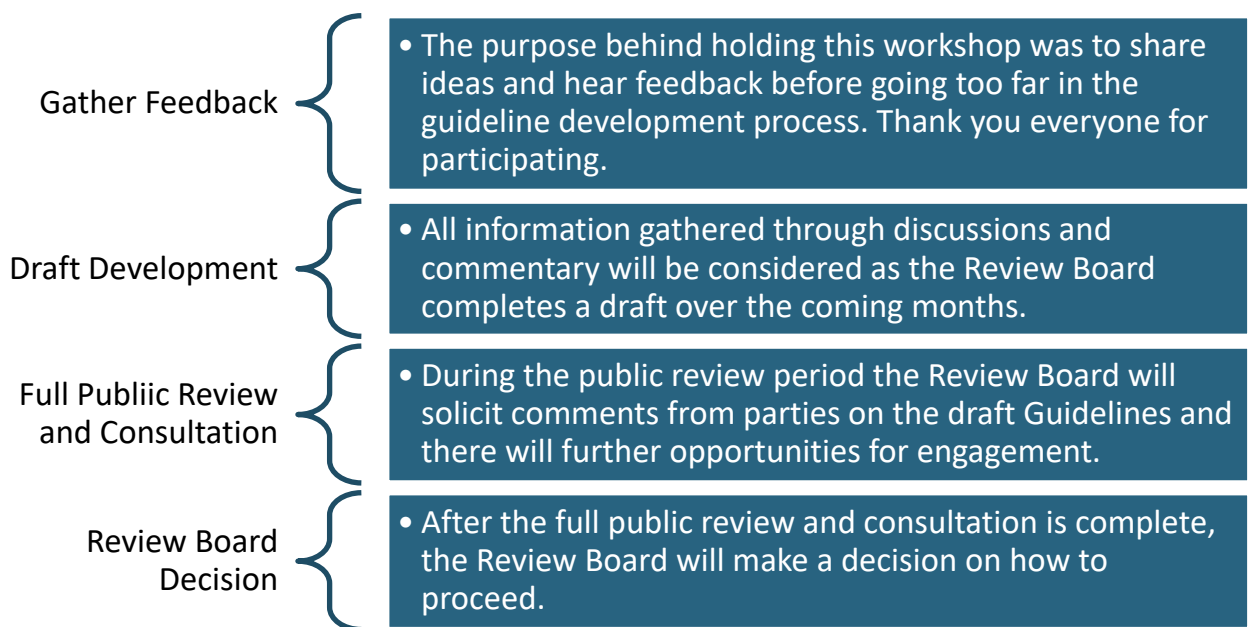 Gather Feedback
• The purpose behind holding this workshop was to share
ideas and hear feedback before going too far in the
guideline development process. Thank you everyone for
participating.
Draft Development
• All information gathered through discussions and
commentary will be considered as the Review Board
completes a draft over the coming months.
Full Publiic Review
and Consultation
• During the public review period the Review Board will
solicit comments from parties on the draft Guidelines and
there will further opportunities for engagement.
Review Board
Decision
• After the full public review and consultation is complete,
the Review Board will make a decision on how to
proceed.